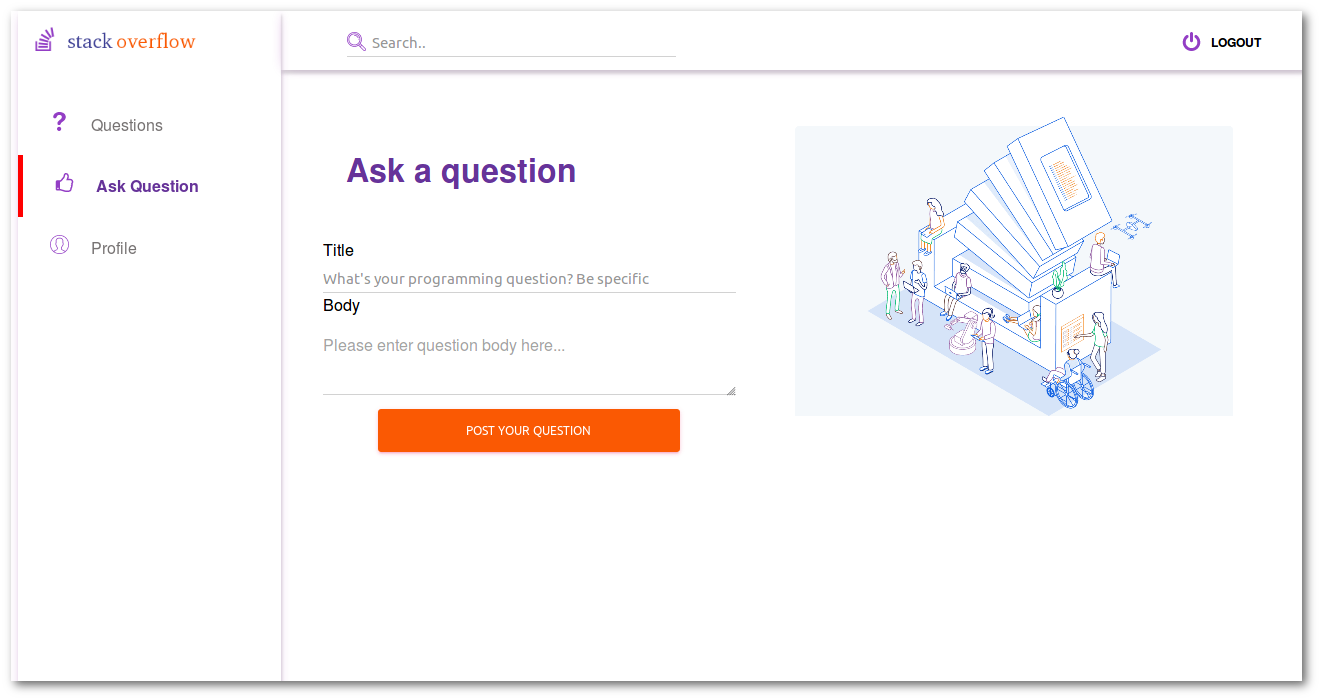 stack overflow
Search..
LOGOUT
Questions
Ask Question
Profile
Ask a question
Title
What's your programming question? Be specific
Body
Please enter question body here...
POST YOUR QUESTION